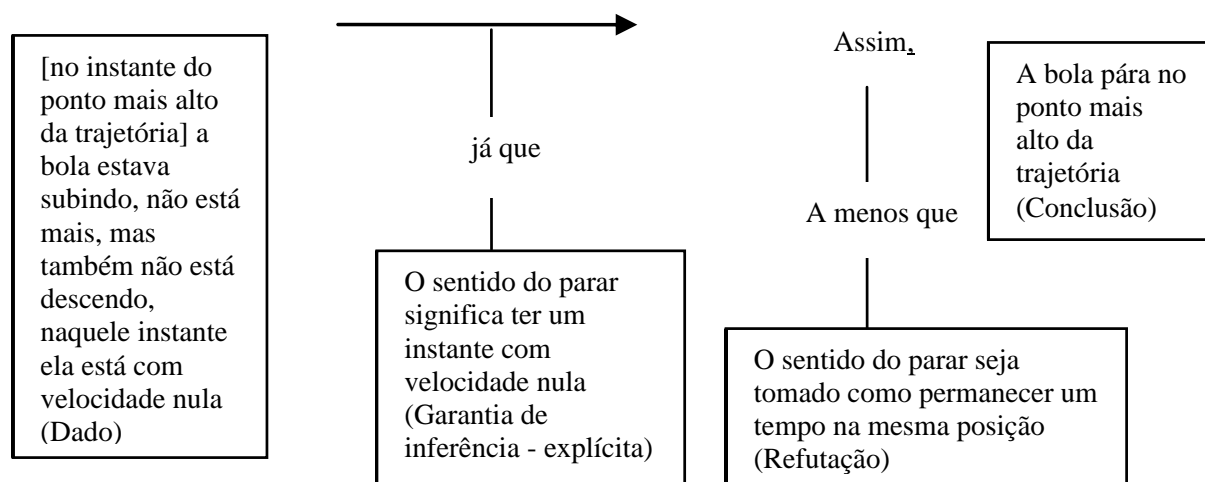 [no instante do
ponto mais alto
da trajetória] a
bola estava
subindo, não está
mais, mas
também não está
descendo,
naquele instante
ela está com
velocidade nula
(Dado)
já que
O sentido do parar
significa ter um
instante com
velocidade nula
(Garantia de
inferência - explícita)
Assim,
A menos que
O sentido do parar seja
tomado como permanecer um
tempo na mesma posição
(Refutação)
A bola pára no
ponto mais
alto da
trajetória
(Conclusão)